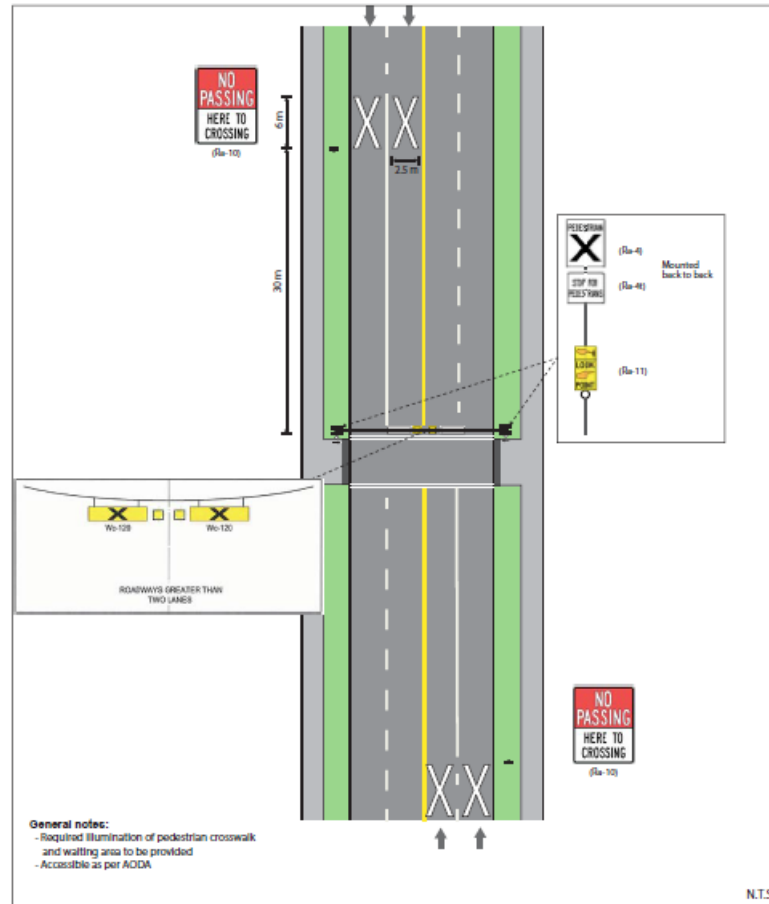 NO
PASSING
HERE TO
CROSSING
(Ra-10)
6 m
2.5 m
30 m
PEDESTRIAN
X
(Ra-4)
Mounted
back to back
STOP FOR
PEDESTRIANS
(Ra-4t)
LOOK
POINT
(Ra-11)
X
X
Wc-120
Wc-120
ROADWAYS GREATER THAN
TWO LANES
NO
PASSING
HERE TO
CROSSING
(Ra-10)
General notes:
- Required illumination of pedestrian crosswalk
and waiting area to be provided
- Accessible as per AODA
N.T.S